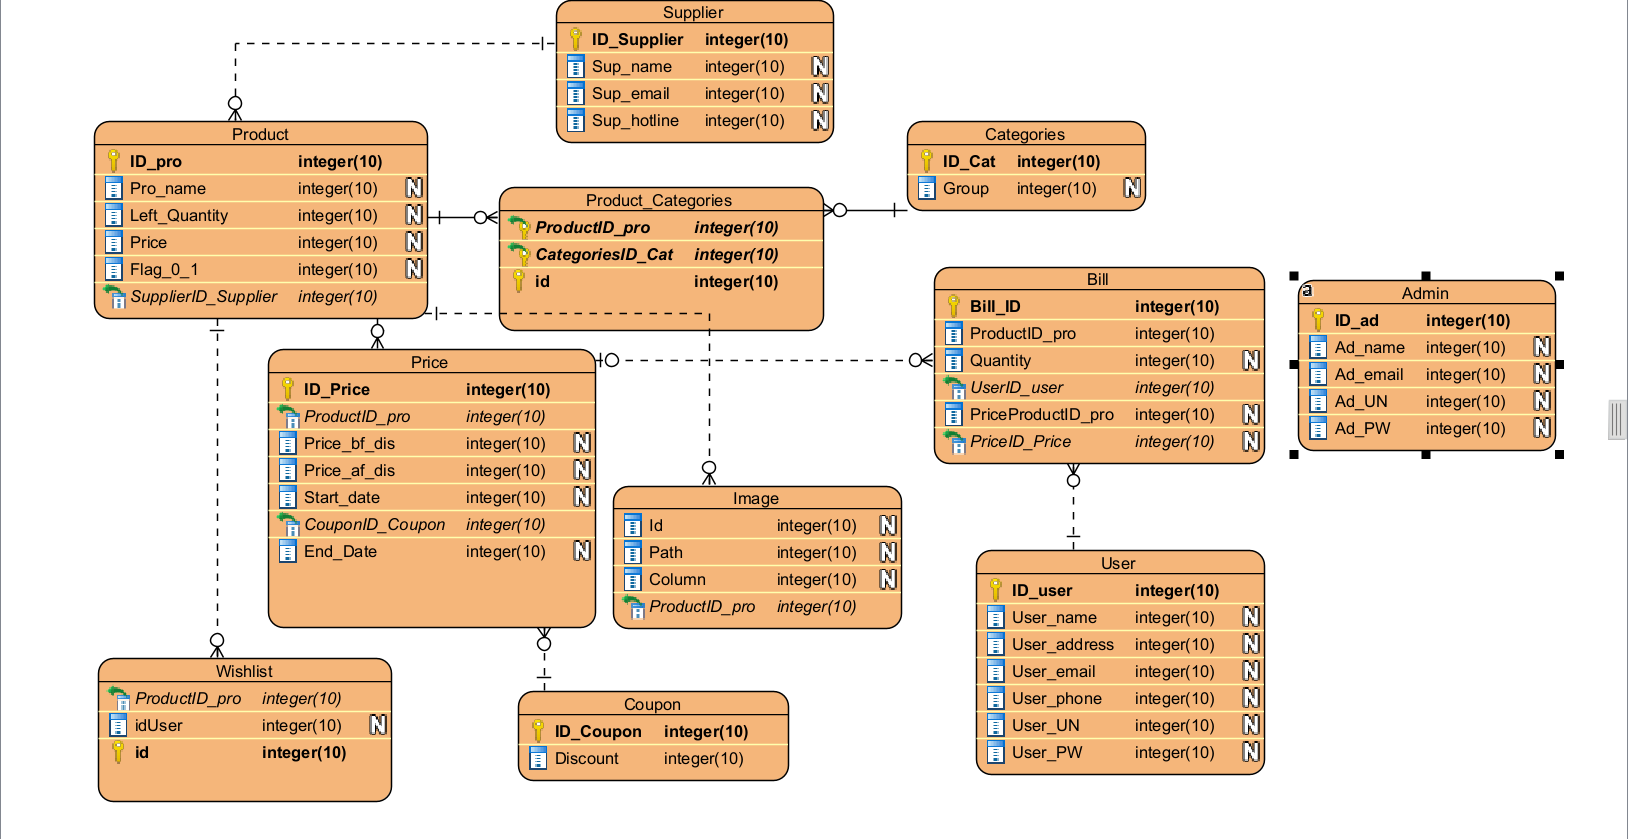 Supplier
ID_Supplier integer(10)
Sup_name integer(10) N
Sup_email integer(10) N
Sup_hotline integer(10) N
Product
ID_pro integer(10)
Pro_name integer(10) N
Left_Quantity integer(10) N
Price integer(10) N
Flag_0_1 integer(10) N
SupplierID_Supplier integer(10)
Categories
ID_Cat integer(10)
Group integer(10) N
Product_Categories
ProductID_pro integer(10)
CategoriesID_Cat integer(10)
id integer(10)
Bill
Bill_ID integer(10)
ProductID_pro integer(10)
Quantity integer(10) N
UserID_user integer(10)
PriceProductID_pro integer(10) N
PriceID_Price integer(10) N
a
Admin
ID_ad integer(10)
Ad_name integer(10) N
Ad_email integer(10) N
Ad_UN integer(10) N
Ad_PW integer(10) N
Price
ID_Price integer(10)
ProductID_pro integer(10)
Price_bf_dis integer(10) N
Price_af_dis integer(10) N
Start_date integer(10) N
CouponID_Coupon integer(10)
End_Date integer(10) N
Image
Id integer(10) N
Path integer(10) N
Column integer(10) N
ProductID_pro integer(10)
User
ID_user integer(10)
User_name integer(10) N
User_address integer(10) N
User_email integer(10) N
User_phone integer(10) N
User_UN integer(10) N
User_PW integer(10) N
Wishlist
ProductID_pro integer(10)
idUser integer(10) N
id integer(10)
Coupon
ID_Coupon integer(10)
Discount integer(10)